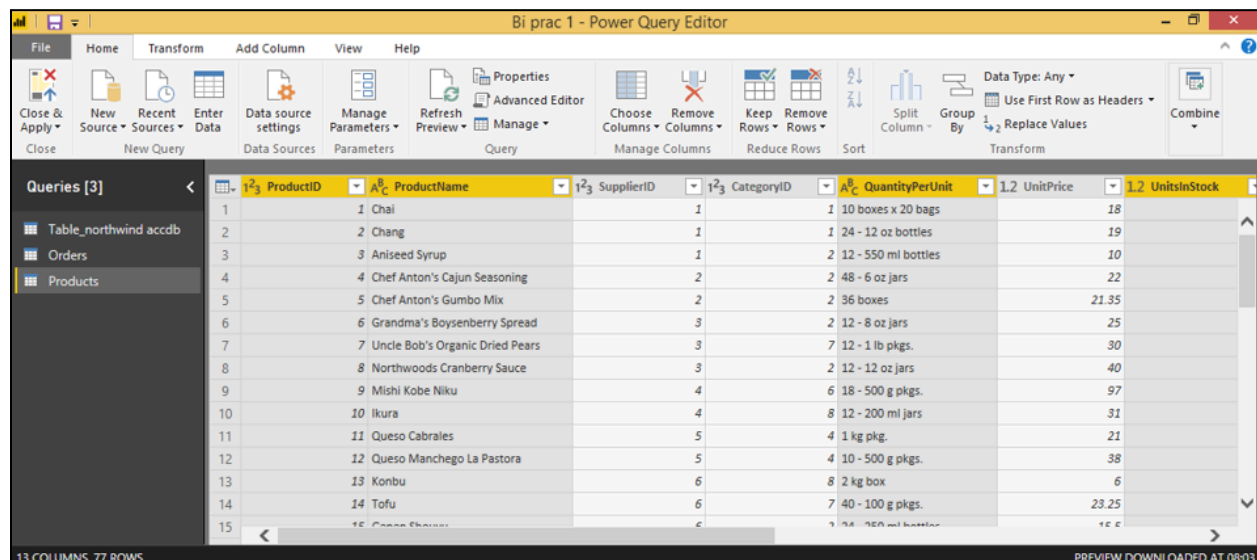 Bi prac 1 - Power Query Editor
File Home Transform Add Column View Help
Close & Apply
New Source
Recent Sources
Enter Data
Data source settings
Manage Parameters
Refresh Preview
Properties
Advanced Editor
Manage
Choose Columns
Remove Columns
Keep Rows
Remove Rows
Split Column
Group By
Data Type: Any
Use First Row as Headers
Replace Values
Combine
Close New Query Data Sources Parameters Query Manage Columns Reduce Rows Sort Transform
Queries [3]
Table_northwind accdb
Orders
Products
1 2 3 ProductID A B C ProductName 1 2 3 SupplierID 1 2 3 CategoryID A B C QuantityPerUnit 1.2 UnitPrice 1.2 UnitsInStock
1 1 Chai 1 1 10 boxes x 20 bags 18
2 2 Chang 1 1 24 - 12 oz bottles 19
3 3 Aniseed Syrup 1 2 12 - 550 ml bottles 10
4 4 Chef Anton's Cajun Seasoning 2 2 48 - 6 oz jars 22
5 5 Chef Anton's Gumbo Mix 2 2 36 boxes 21.35
6 6 Grandma's Boysenberry Spread 3 2 12 - 8 oz jars 25
7 7 Uncle Bob's Organic Dried Pears 3 7 12 - 1 lb pkgs. 30
8 8 Northwoods Cranberry Sauce 3 2 12 - 12 oz jars 40
9 9 Mishi Kobe Niku 4 6 18 - 500 g pkgs. 97
10 10 Ikura 4 8 12 - 200 ml jars 31
11 11 Queso Cabrales 5 4 1 kg pkg. 21
12 12 Queso Manchego La Pastora 5 4 10 - 500 g pkgs. 38
13 13 Konbu 6 8 2 kg box 6
14 14 Tofu 6 7 40 - 100 g pkgs. 23.25
15
13 COLUMNS, 77 ROWS PREVIEW DOWNLOADED AT 08:03